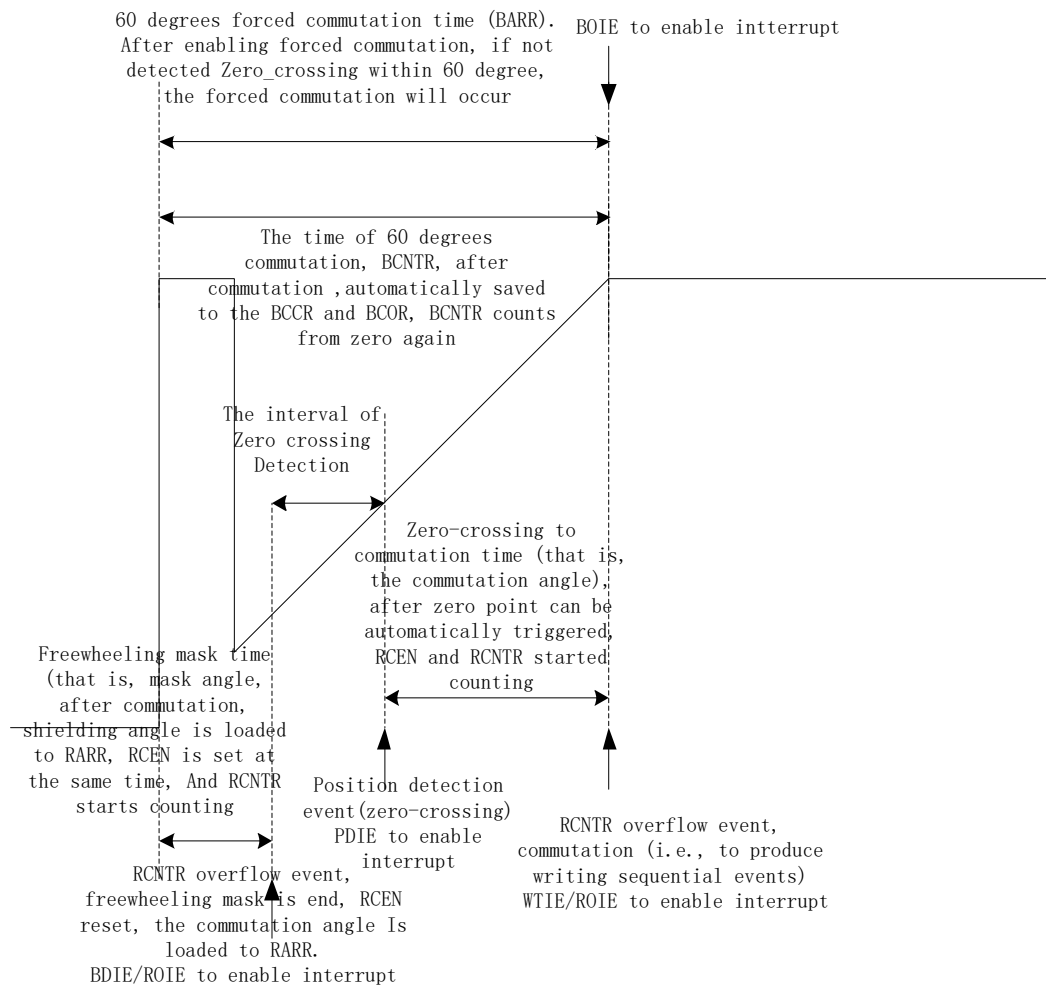 60 degrees forced commutation time (BARR).
After enabling forced commutation, if not
detected Zero_crossing within 60 degree,
the forced commutation will occur
BOIE to enable intterrupt
The time of 60 degrees
commutation, BCNTR, after
commutation ,automatically saved
to the BCCR and BCOR, BCNTR counts
from zero again
The interval of
Zero crossing
Detection
Zero-crossing to
commutation time (that is,
the commutation angle),
after zero point can be
automatically triggered,
RCEN and RCNTR started
counting
Freewheeling mask time
(that is, mask angle,
after commutation,
shielding angle is loaded
to RARR, RCEN is set at
the same time, And RCNTR
starts counting
Position detection
event(zero-crossing)
PDIE to enable
interrupt
RCNTR overflow event,
commutation (i.e., to produce
writing sequential events)
WTIE/ROIE to enable interrupt
RCNTR overflow event,
freewheeling mask is end, RCEN
reset, the commutation angle Is
loaded to RARR.
BDIE/ROIE to enable interrupt